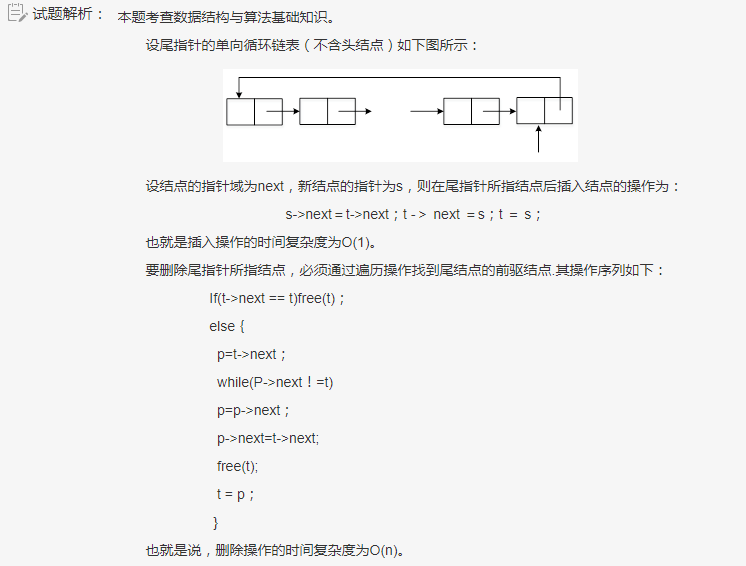 试题解析： 本题考查数据结构与算法基础知识。
设尾指针的单向循环链表（不含头结点）如下图所示：
设结点的指针域为next，新结点的指针为s，则在尾指针所指结点后插入结点的操作为：
s->next＝t->next；t -＞ next ＝s；t ＝ s；
也就是插入操作的时间复杂度为O(1)。
要删除尾指针所指结点，必须通过遍历操作找到尾结点的前驱结点.其操作序列如下：
If(t->next == t)free(t)；
else {
p=t->next；
while(P->next！=t)
p=p->next；
p->next=t->next;
free(t);
t = p；
}
也就是说，删除操作的时间复杂度为O(n)。